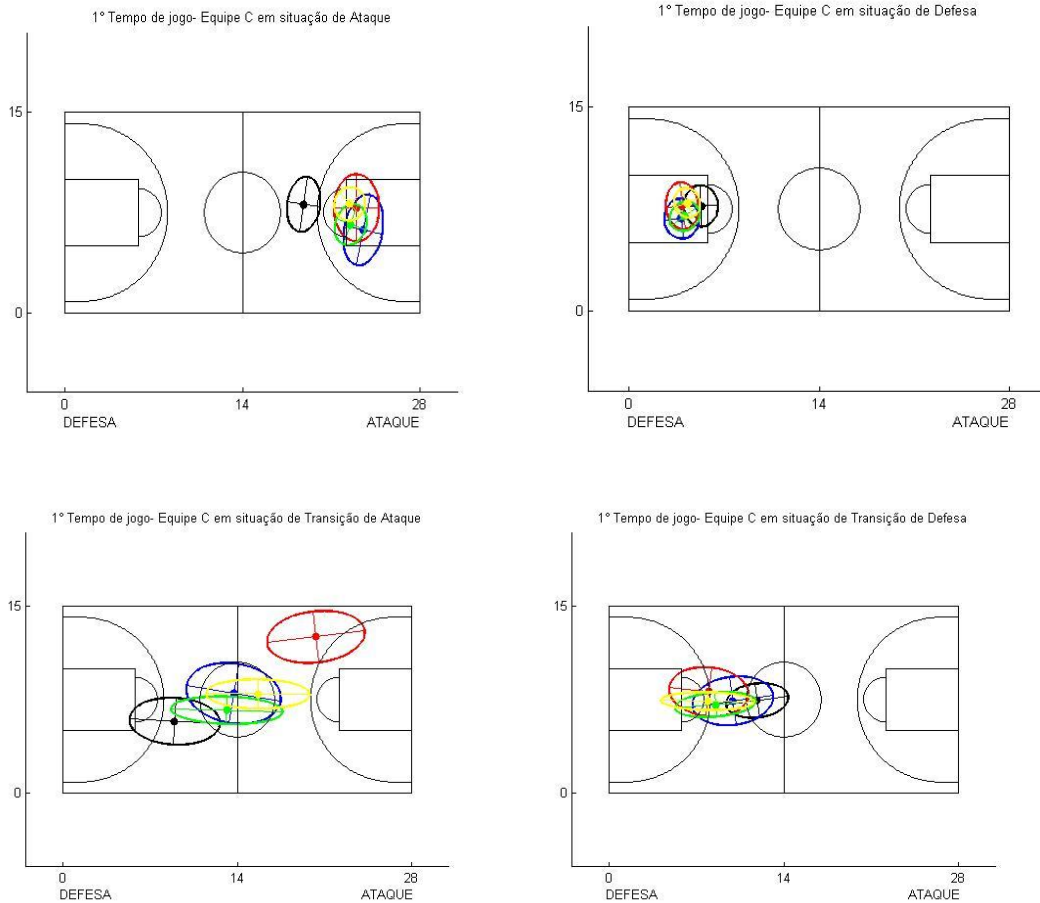 1° Tempo de jogo- Equipe C em situação de Ataque
15
0
0 14 28
DEFESA ATAQUE
1° Tempo de jogo- Equipe C em situação de Defesa
15
0
0 14 28
DEFESA ATAQUE
1° Tempo de jogo- Equipe C em situação de Transição de Ataque
15
0
0 14 28
DEFESA ATAQUE
1° Tempo de jogo- Equipe C em situação de Transição de Defesa
15
0
0 14 28
DEFESA ATAQUE